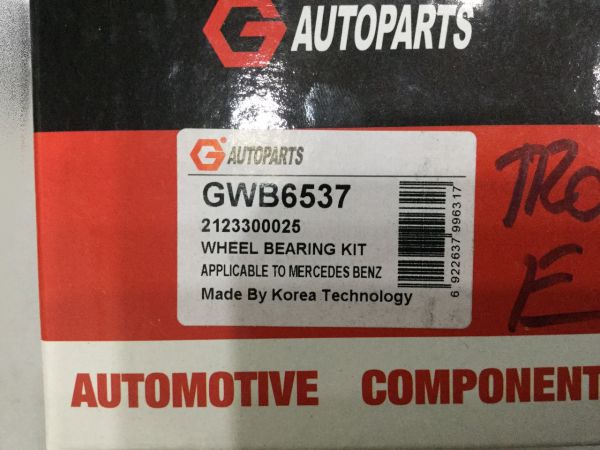 G AUTOPARTS
G AUTOPARTS
GWB6537
2123300025
WHEEL BEARING KIT
APPLICABLE TO MERCEDES BENZ
Made By Korea Technology
6 922637 996317
TRO
E
AUTOMOTIVE COMPONENT